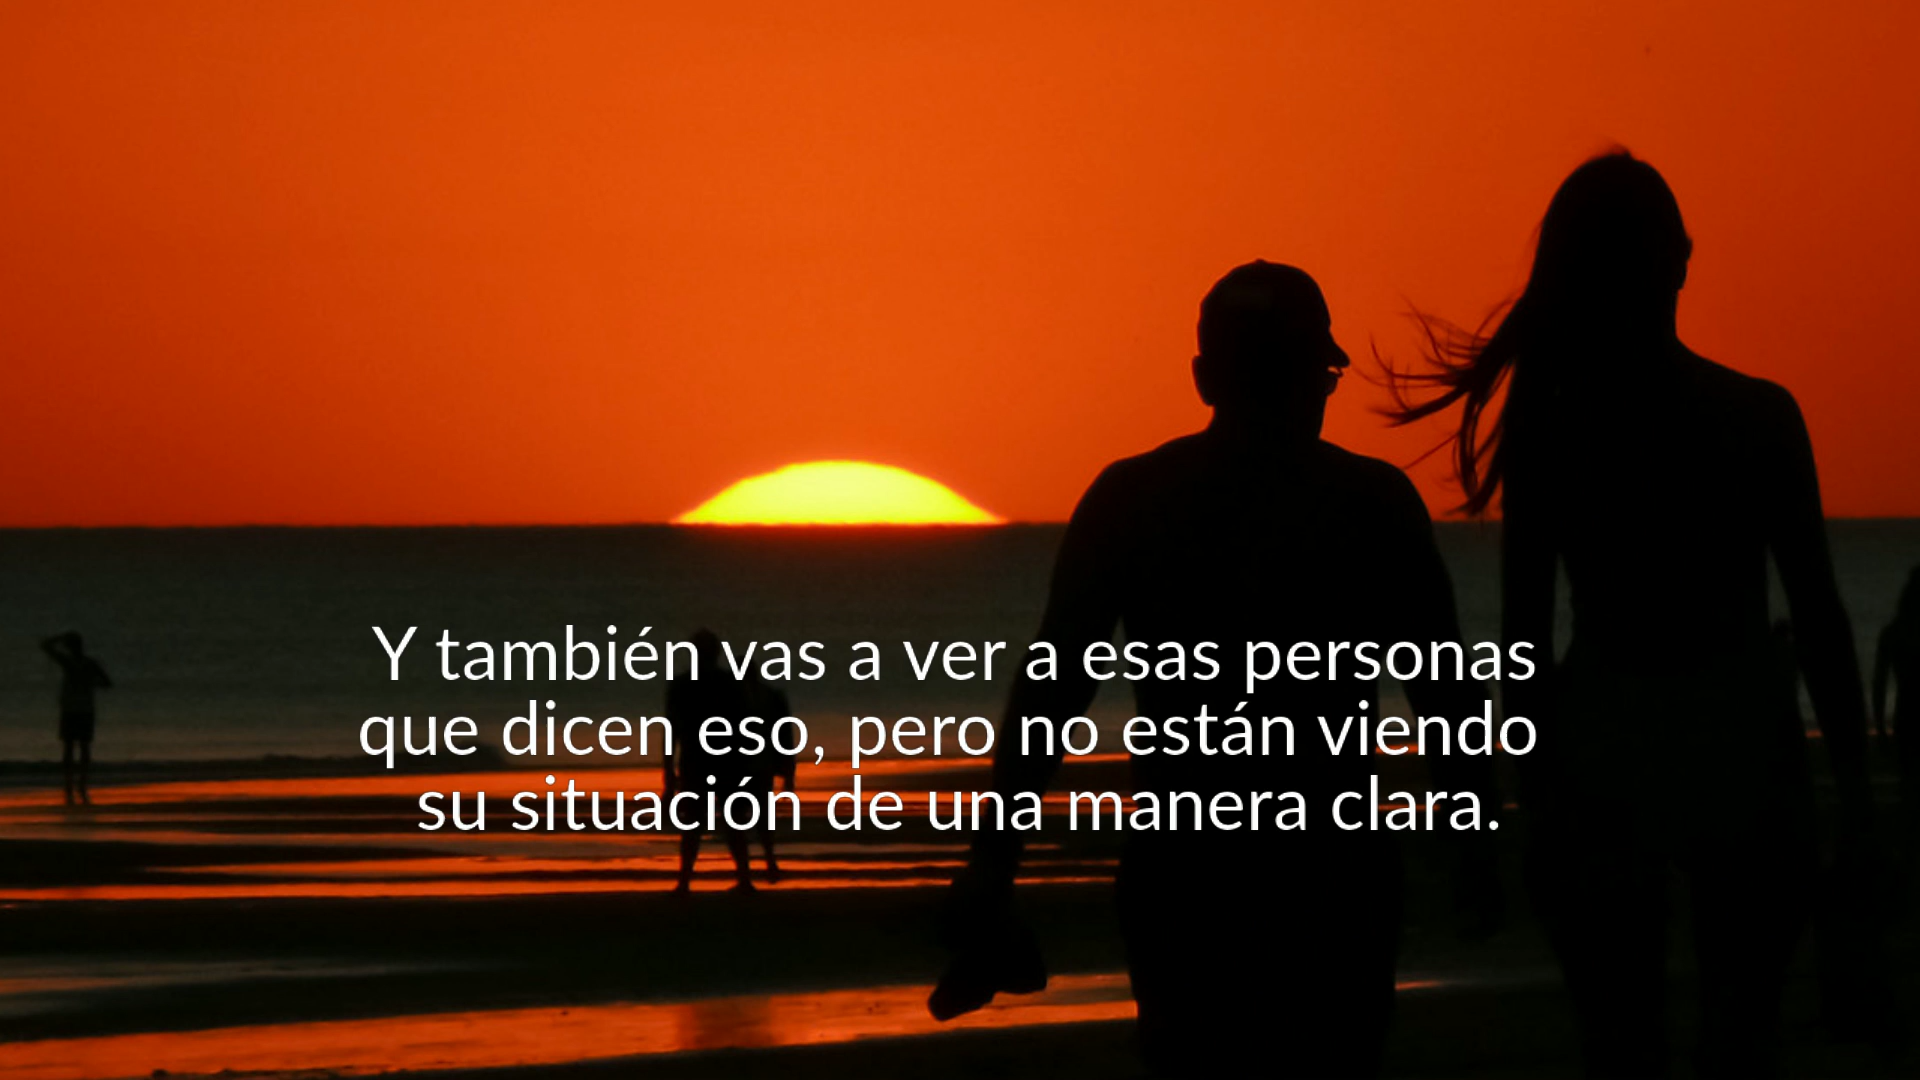 Y también vas a ver a esas personas
que dicen eso, pero no están viendo
su situación de una manera clara.